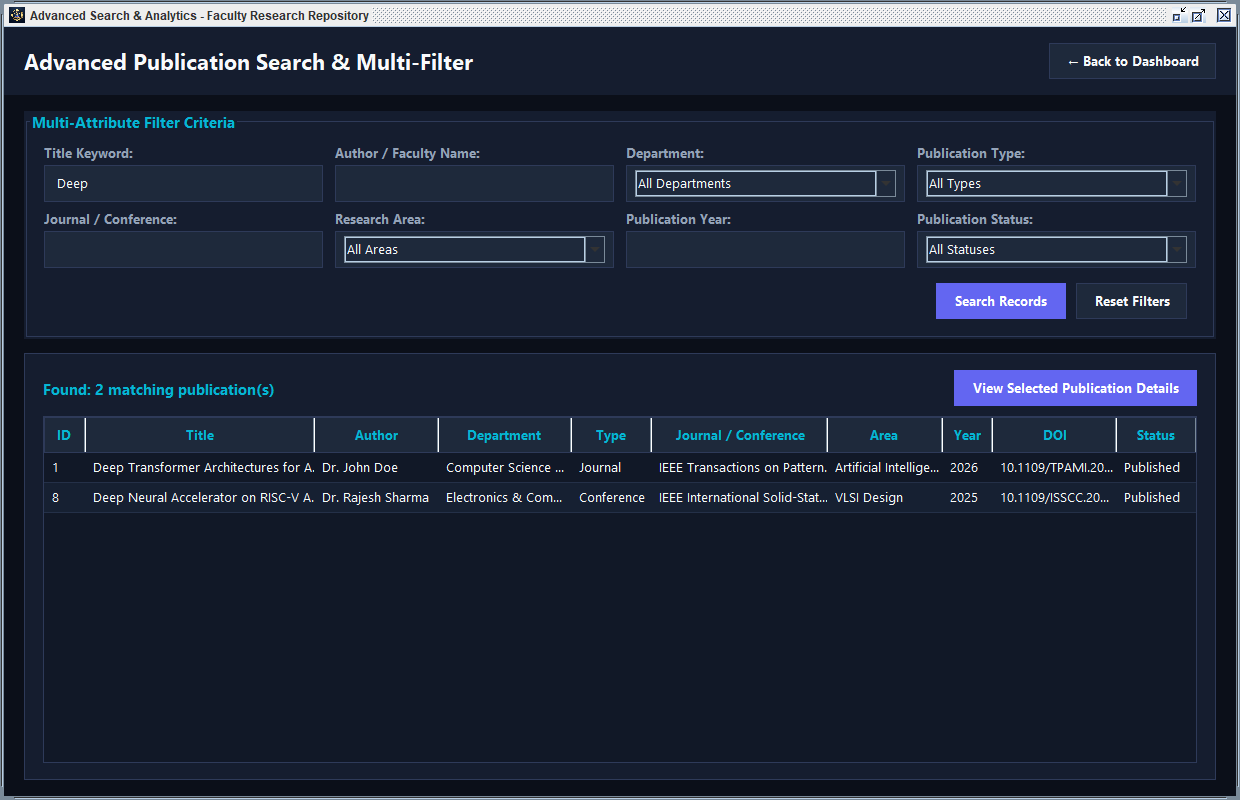 Advanced Search & Analytics - Faculty Research Repository
Advanced Publication Search & Multi-Filter
← Back to Dashboard
Multi-Attribute Filter Criteria
Title Keyword: Author / Faculty Name: Department: Publication Type:
Deep All Departments All Types
Journal / Conference: Research Area: Publication Year: Publication Status:
All Areas All Statuses
Search Records Reset Filters
Found: 2 matching publication(s)
View Selected Publication Details
ID Title Author Department Type Journal / Conference Area Year DOI Status
1 Deep Transformer Architectures for A. Dr. John Doe Computer Science ... Journal IEEE Transactions on Pattern. Artificial Intellige... 2026 10.1109/TPAMI.20... Published
8 Deep Neural Accelerator on RISC-V A. Dr. Rajesh Sharma Electronics & Com... Conference IEEE International Solid-Stat... VLSI Design 2025 10.1109/ISSCC.20... Published